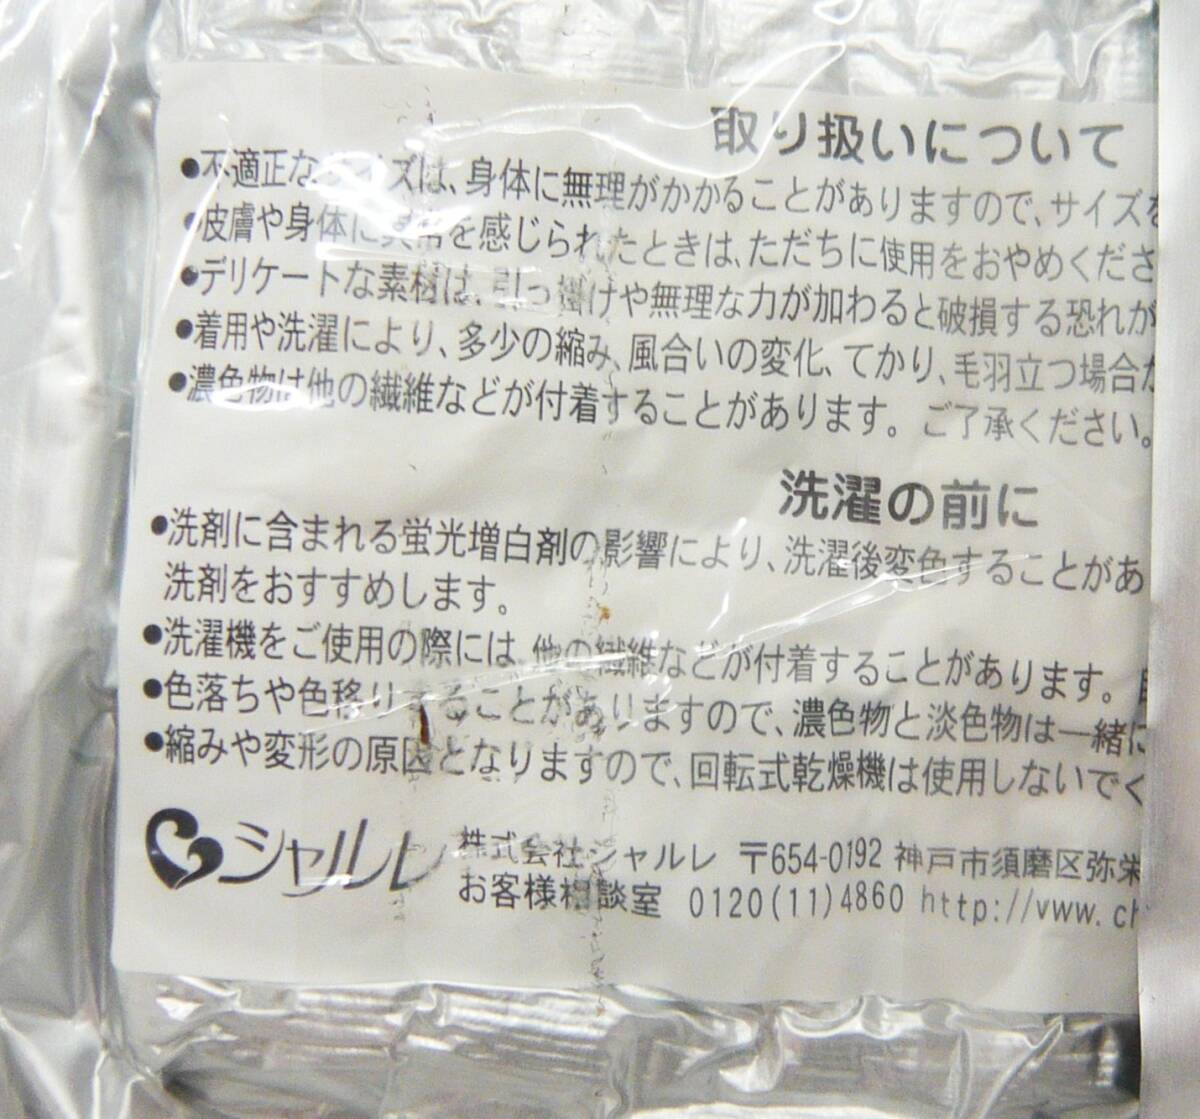 取り扱いについて
●不適正なサイズは、身体に無理がかかることがありますので、サイズを
●皮膚や身体に異常を感じられたときは、ただちに使用をおやめくださ
●デリケートな素材は、引っ掛けや無理な力が加わると破損する恐れが
●着用や洗濯により、多少の縮み、風合いの変化、てかり、毛羽立つ場合が
●濃色物は他の繊維などが付着することがあります。ご了承ください。
洗濯の前に
●洗剤に含まれる蛍光増白剤の影響により、洗濯後変色することがあ
洗剤をおすすめします。
●洗濯機をご使用の際には、他の繊維などが付着することがあります。
●色落ちや色移りすることがありますので、濃色物と淡色物は一緒に
●縮みや変形の原因となりますので、回転式乾燥機は使用しないでく
シャルレ 株式会社シャルレ 〒654-0192 神戸市須磨区弥栄
お客様相談室 0120(11)4860 http://www.ch